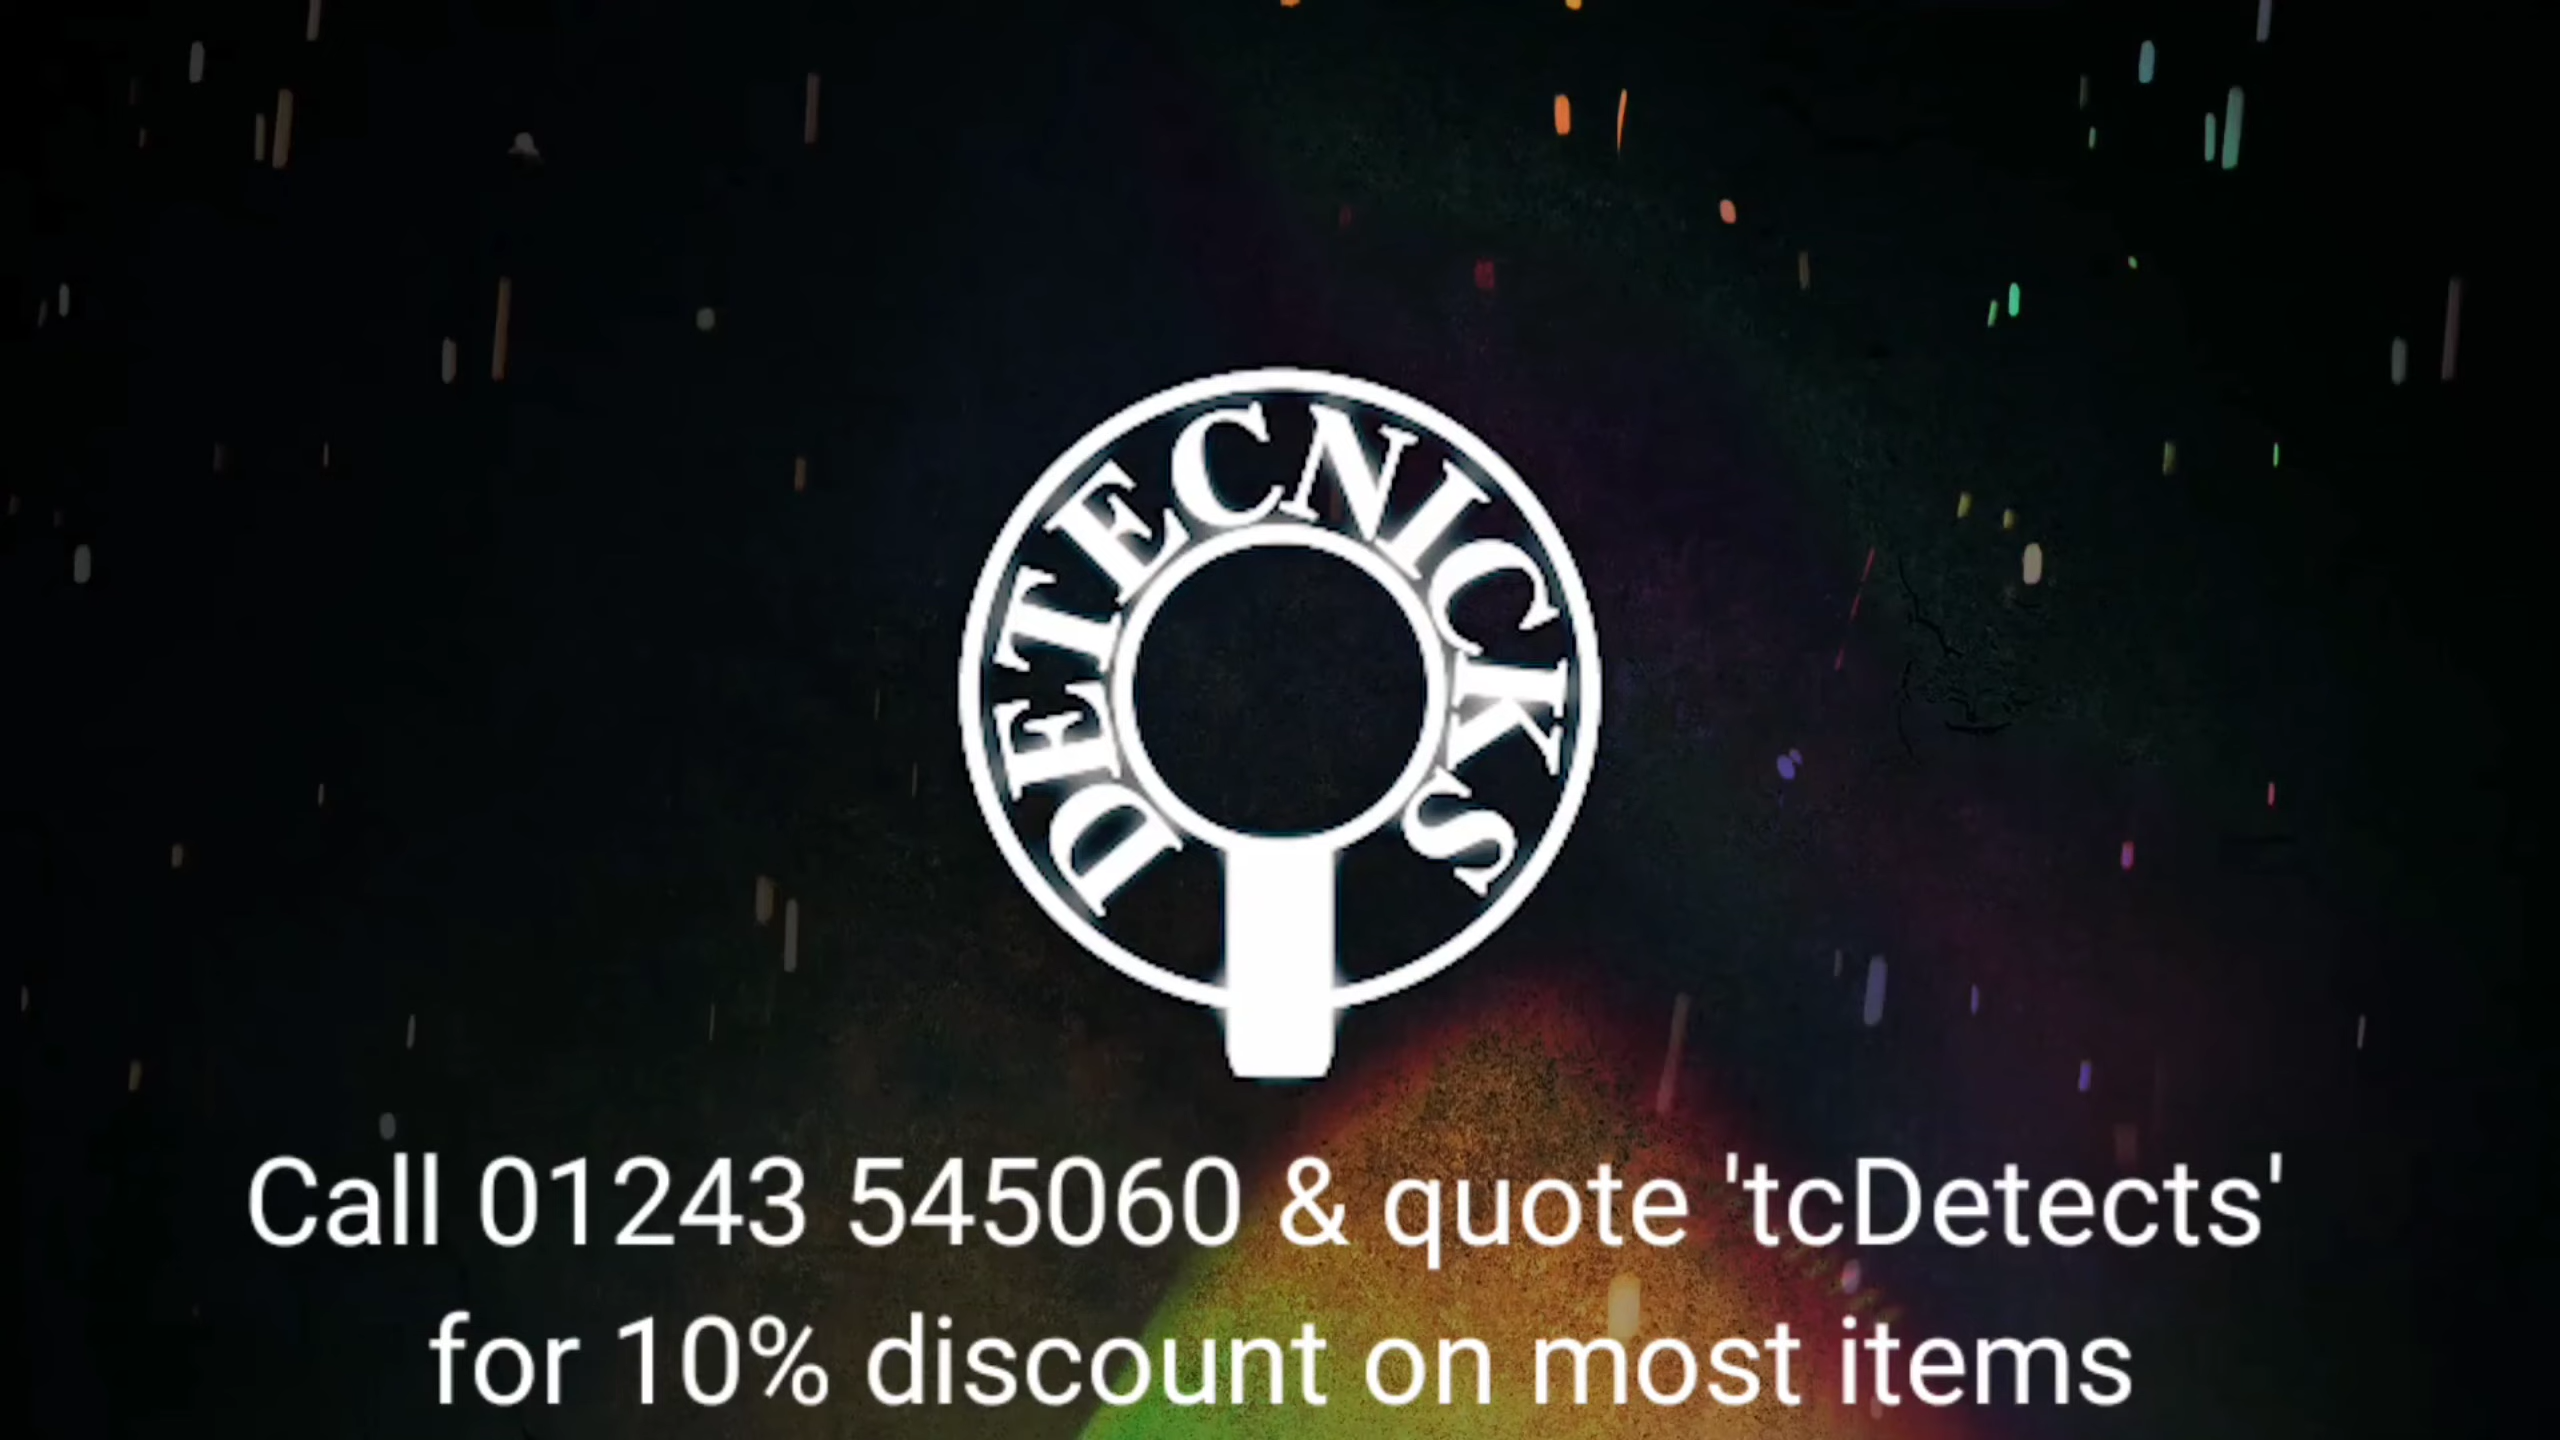 DETECNICKS
Call 01243 545060 & quote 'tcDetects'
for 10% discount on most items